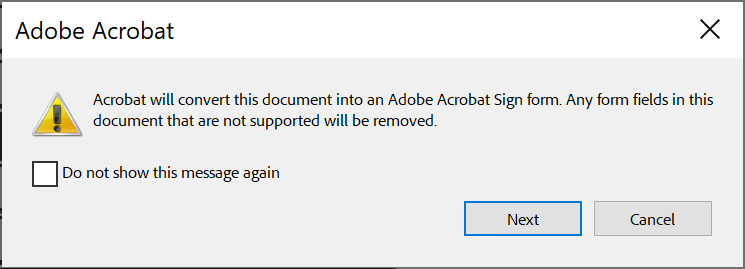 Adobe Acrobat
Acrobat will convert this document into an Adobe Acrobat Sign form. Any form fields in this
document that are not supported will be removed.
Do not show this message again
Next
Cancel